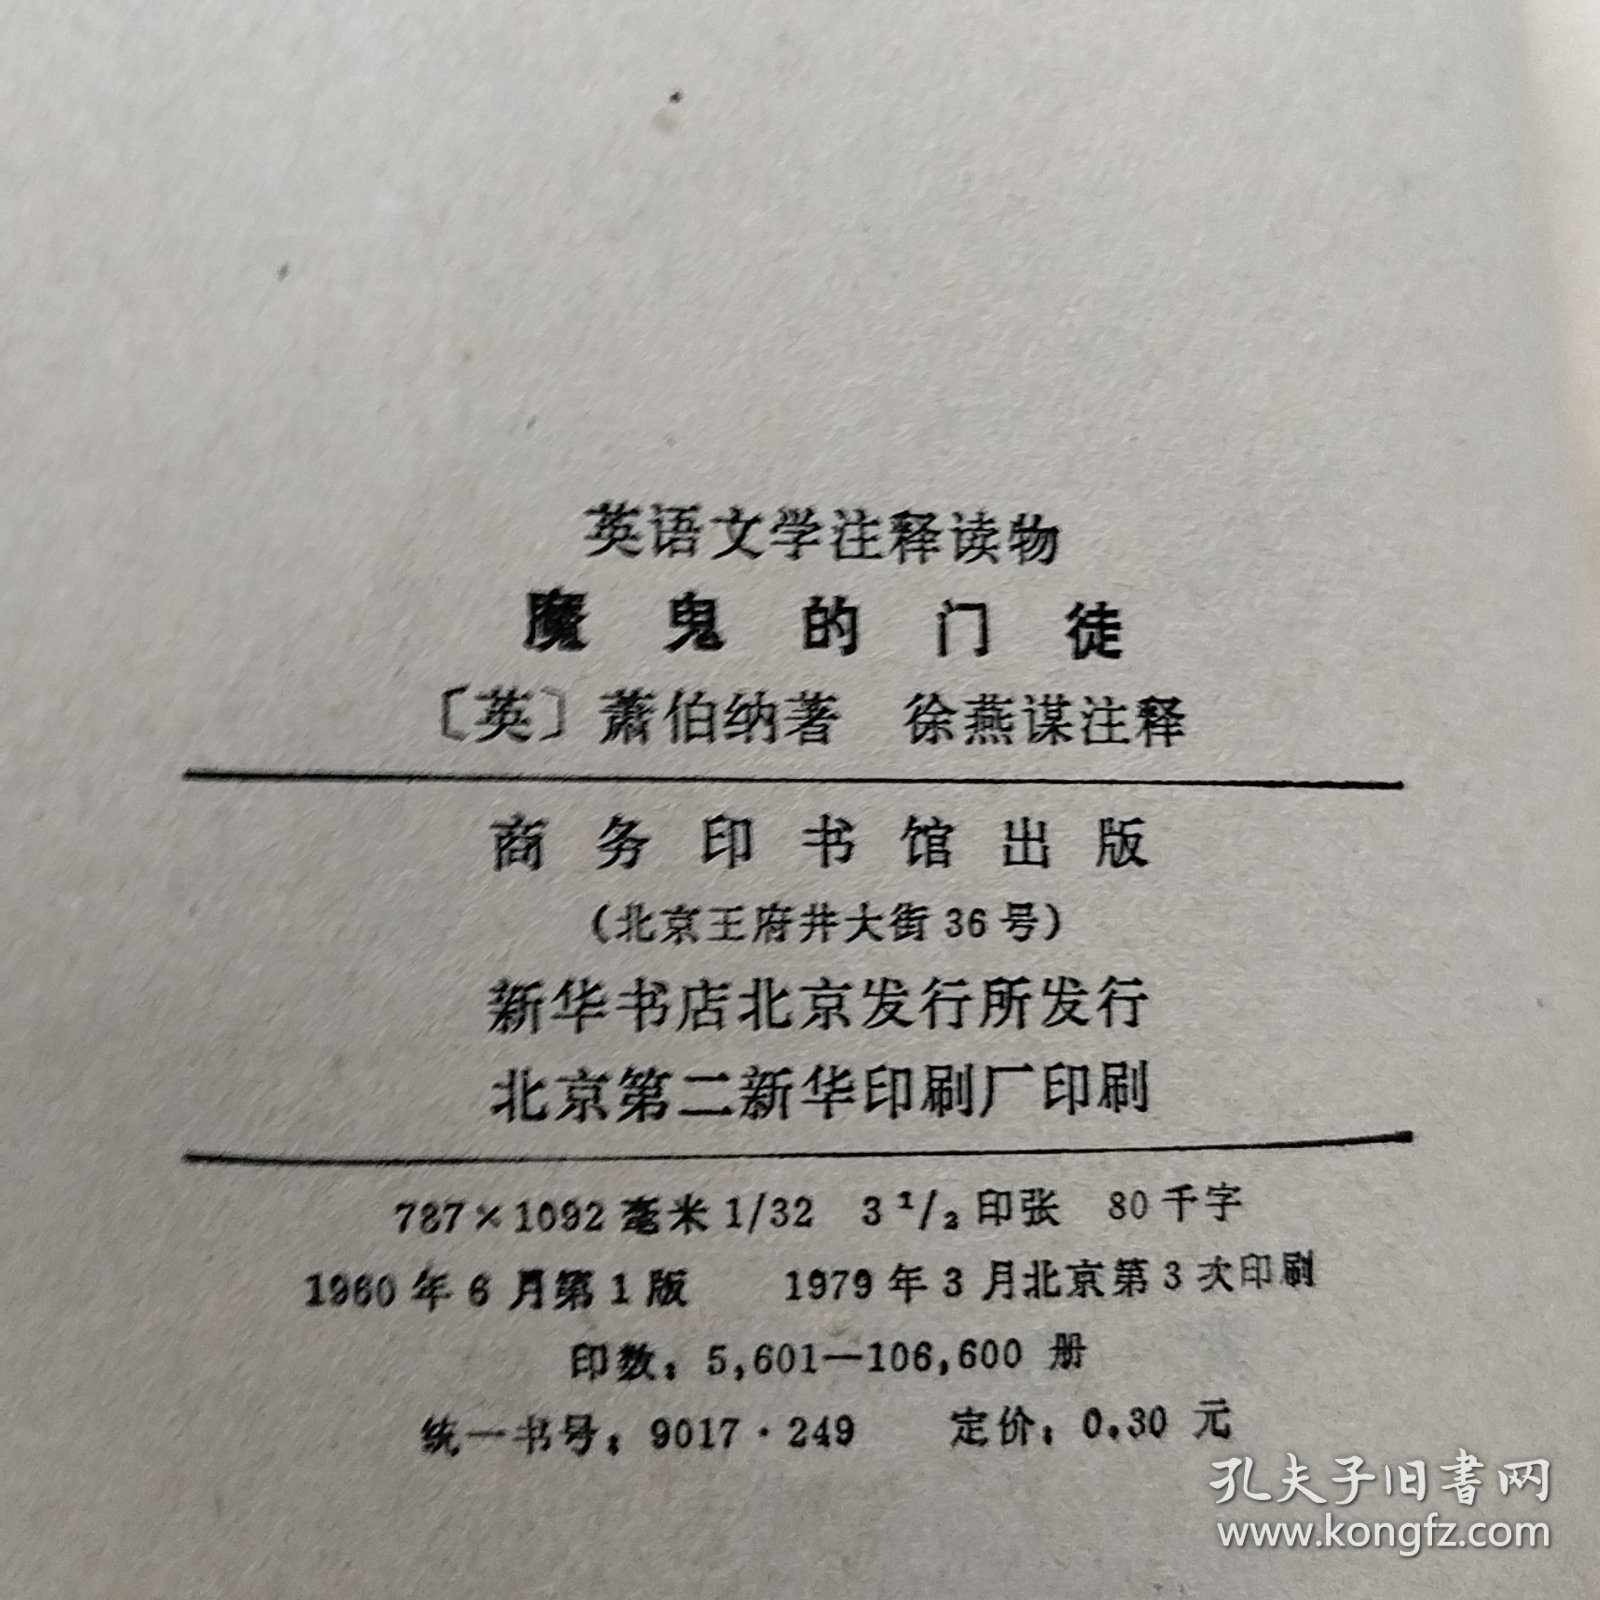 英语文学注释读物
魔鬼的门徒
〔英〕萧伯纳著 徐燕谋注释
商务印书馆出版
（北京王府井大街36号）
新华书店北京发行所发行
北京第二新华印刷厂印刷
787×1092毫米1/32 3 1/2印张 80千字
1960年6月第1版 1979年3月北京第3次印刷
印数：5,601—106,600 册
统一书号：9017·249 定价：0.30 元
孔夫子旧书网
www.kongfz.com